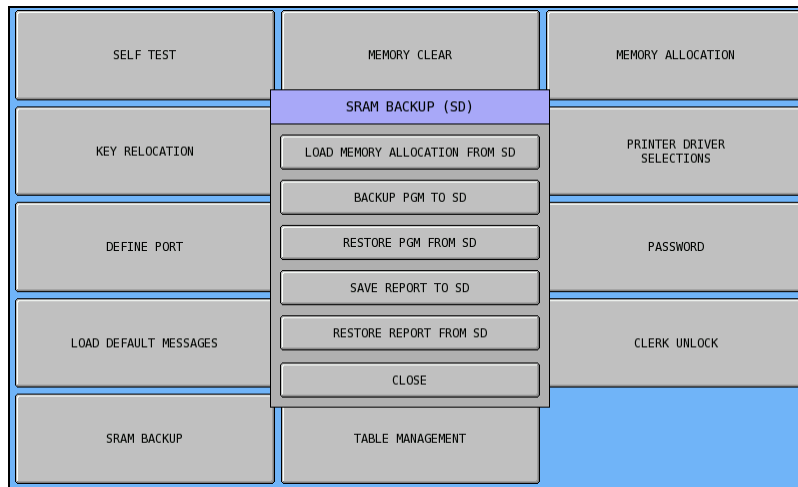 SELF TEST
MEMORY CLEAR
MEMORY ALLOCATION
SRAM BACKUP (SD)
KEY RELOCATION
LOAD MEMORY ALLOCATION FROM SD
PRINTER DRIVER
SELECTIONS
BACKUP PGM TO SD
DEFINE PORT
RESTORE PGM FROM SD
PASSWORD
SAVE REPORT TO SD
LOAD DEFAULT MESSAGES
RESTORE REPORT FROM SD
CLERK UNLOCK
CLOSE
SRAM BACKUP
TABLE MANAGEMENT